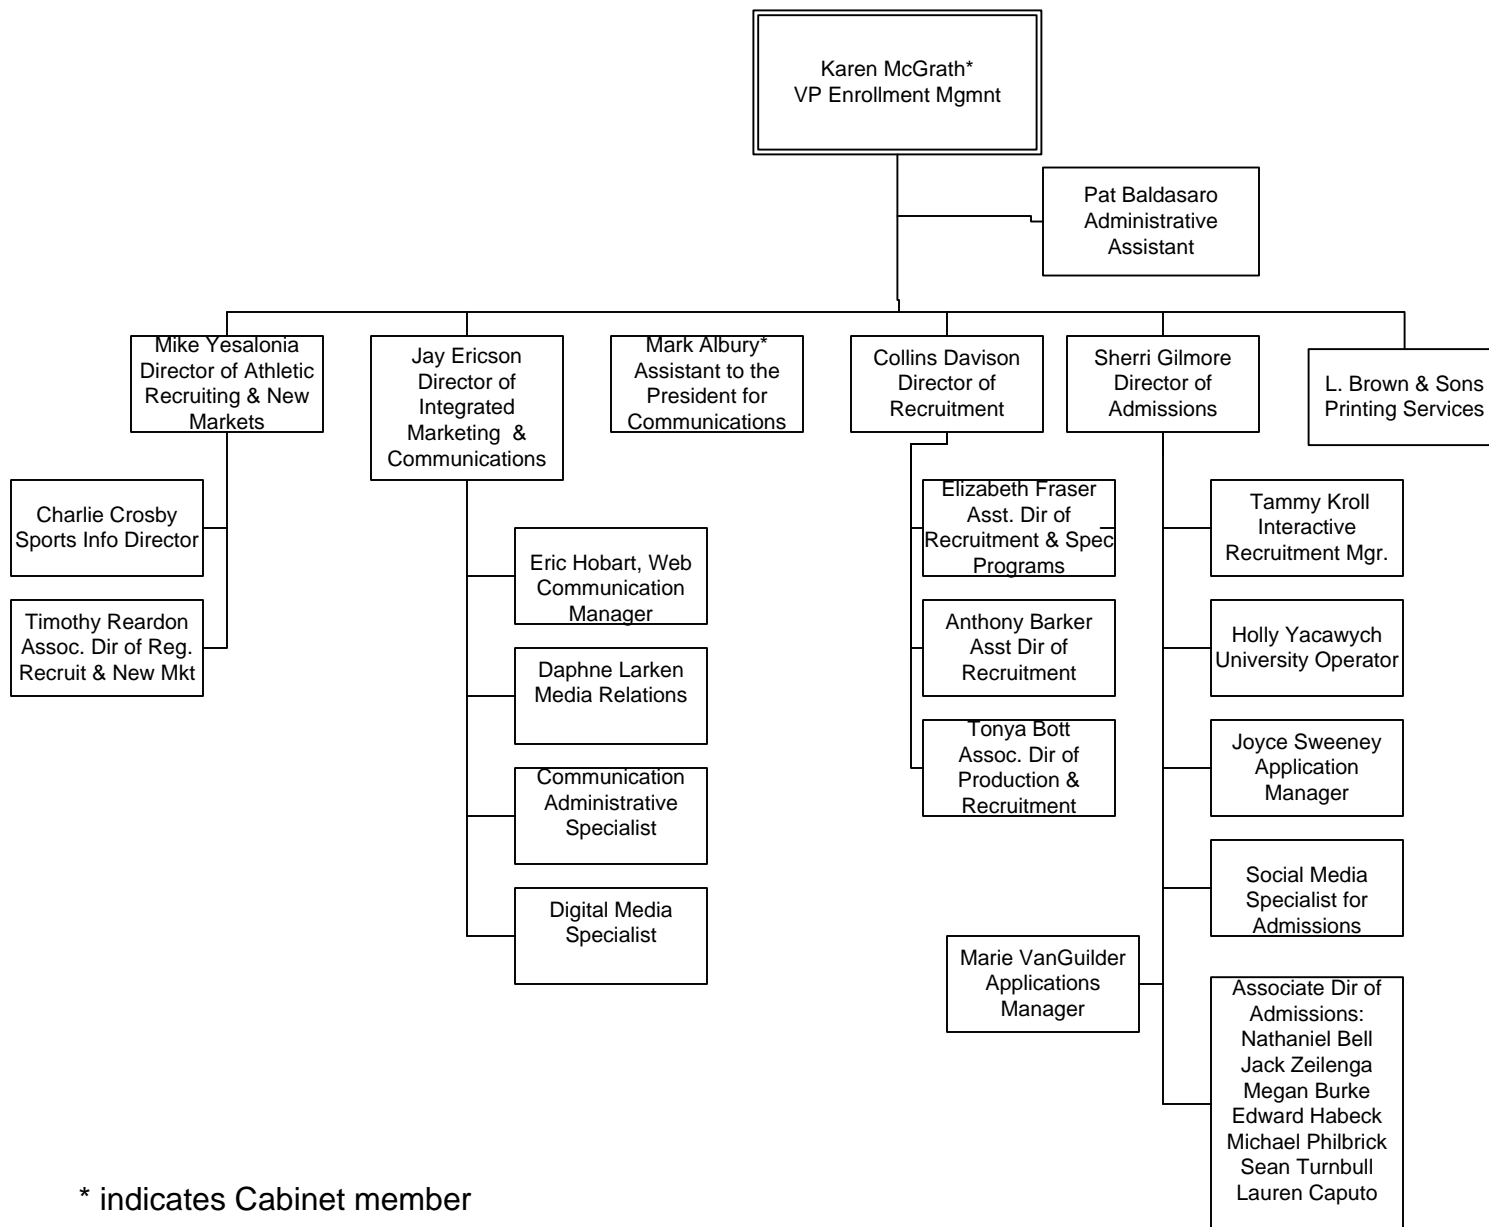 Karen McGrath*
VP Enrollment Mgmnt
Pat Baldasaro
Administrative
Assistant
Mike Yesalonia
Director of Athletic
Recruiting & New
Markets
Jay Ericson
Director of
Integrated
Marketing &
Communications
Mark Albury*
Assistant to the
President for
Communications
Collins Davison
Director of
Recruitment
Sherri Gilmore
Director of
Admissions
L. Brown & Sons
Printing Services
Charlie Crosby
Sports Info Director
Timothy Reardon
Assoc. Dir of Reg.
Recruit & New Mkt
Eric Hobart, Web
Communication
Manager
Daphne Larken
Media Relations
Communication
Administrative
Specialist
Digital Media
Specialist
Elizabeth Fraser
Asst. Dir of
Recruitment & Spec
Programs
Anthony Barker
Asst Dir of
Recruitment
Tonya Bott
Assoc. Dir of
Production &
Recruitment
Tammy Kroll
Interactive
Recruitment Mgr.
Holly Yacawych
University Operator
Joyce Sweeney
Application
Manager
Social Media
Specialist for
Admissions
Marie VanGuilder
Applications
Manager
Associate Dir of
Admissions:
Nathaniel Bell
Jack Zeilenga
Megan Burke
Edward Habeck
Michael Philbrick
Sean Turnbull
Lauren Caputo
* indicates Cabinet member